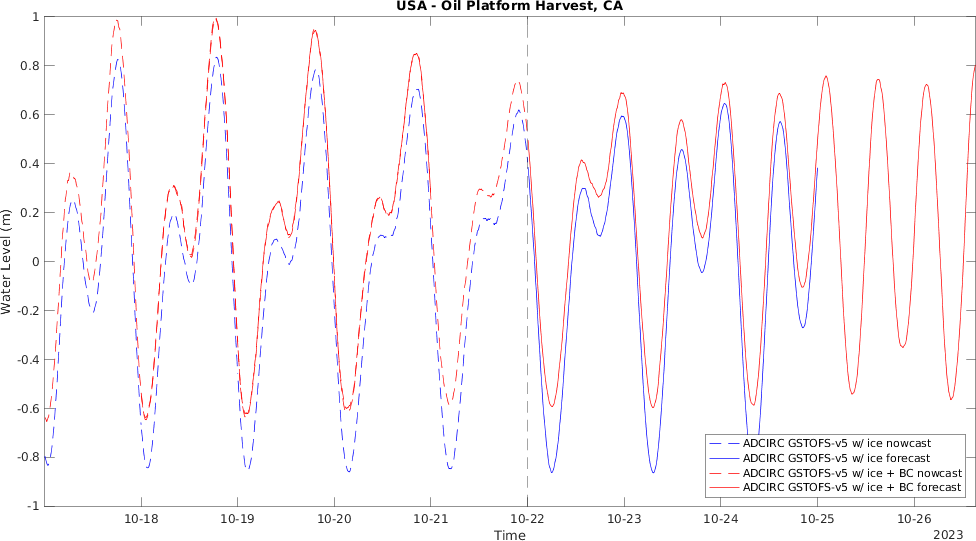 USA - Oil Platform Harvest, CA
1
0.8
0.6
0.4
0.2
0
-0.2
-0.4
-0.6
-0.8
-1
Water Level (m)
ADCIRC GSTOFS-v5 w/ ice nowcast
ADCIRC GSTOFS-v5 w/ ice forecast
ADCIRC GSTOFS-v5 w/ ice + BC nowcast
ADCIRC GSTOFS-v5 w/ ice + BC forecast
10-18 10-19 10-20 10-21 10-22 10-23 10-24 10-25 10-26
Time
2023